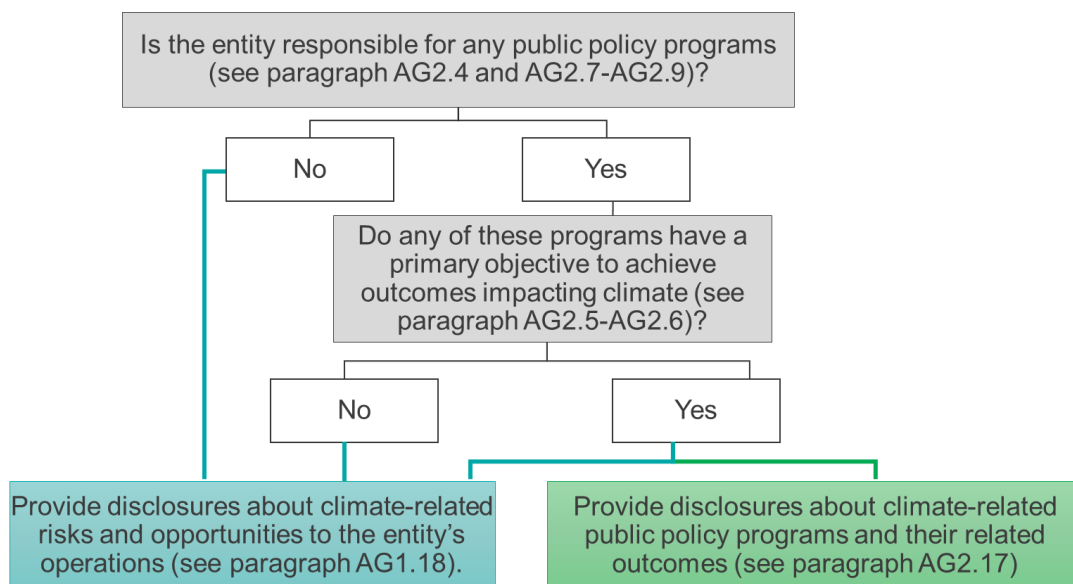 Is the entity responsible for any public policy programs
(see paragraph AG2.4 and AG2.7-AG2.9)?
No
Yes
Do any of these programs have a
primary objective to achieve
outcomes impacting climate (see
paragraph AG2.5-AG2.6)?
No
Yes
Provide disclosures about climate-related
risks and opportunities to the entity’s
operations (see paragraph AG1.18).
Provide disclosures about climate-related
public policy programs and their related
outcomes (see paragraph AG2.17)